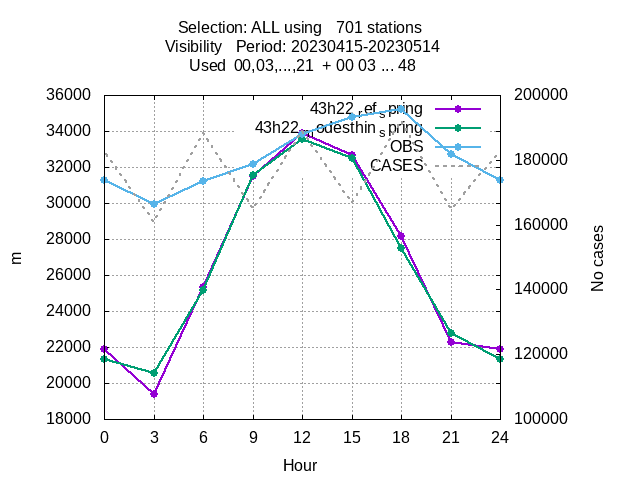 Selection: ALL using 701 stations
Visibility Period: 20230415-20230514
Used 00,03,...,21 + 00 03 ... 48
36000
34000
32000
30000
28000
26000
24000
22000
20000
18000
m
200000
180000
160000
140000
120000
100000
No cases
43h22_ref_spring
43h22_modesthin_spring
OBS
CASES
0 3 6 9 12 15 18 21 24
Hour